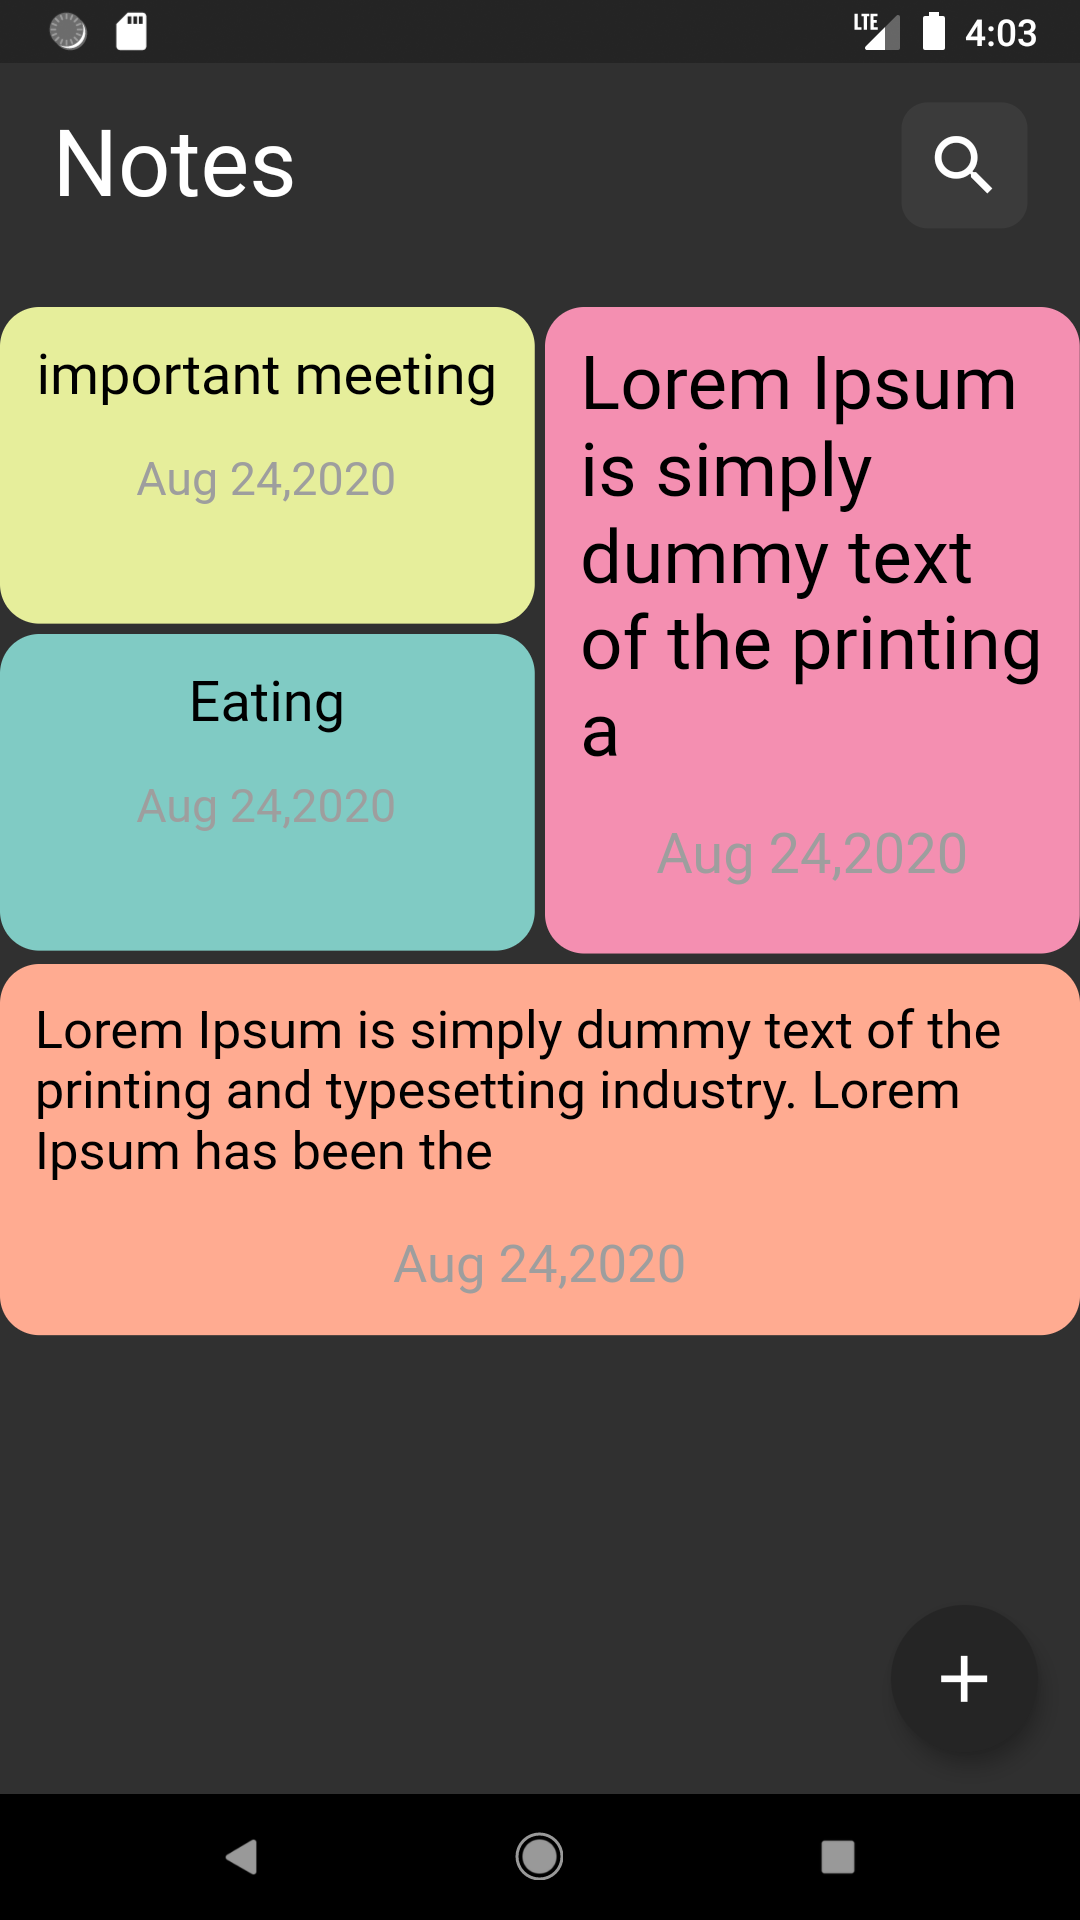 LTE 4:03
Notes
important meeting
Aug 24,2020
Lorem Ipsum
is simply
dummy text
of the printing
a
Aug 24,2020
Eating
Aug 24,2020
Lorem Ipsum is simply dummy text of the
printing and typesetting industry. Lorem
Ipsum has been the
Aug 24,2020